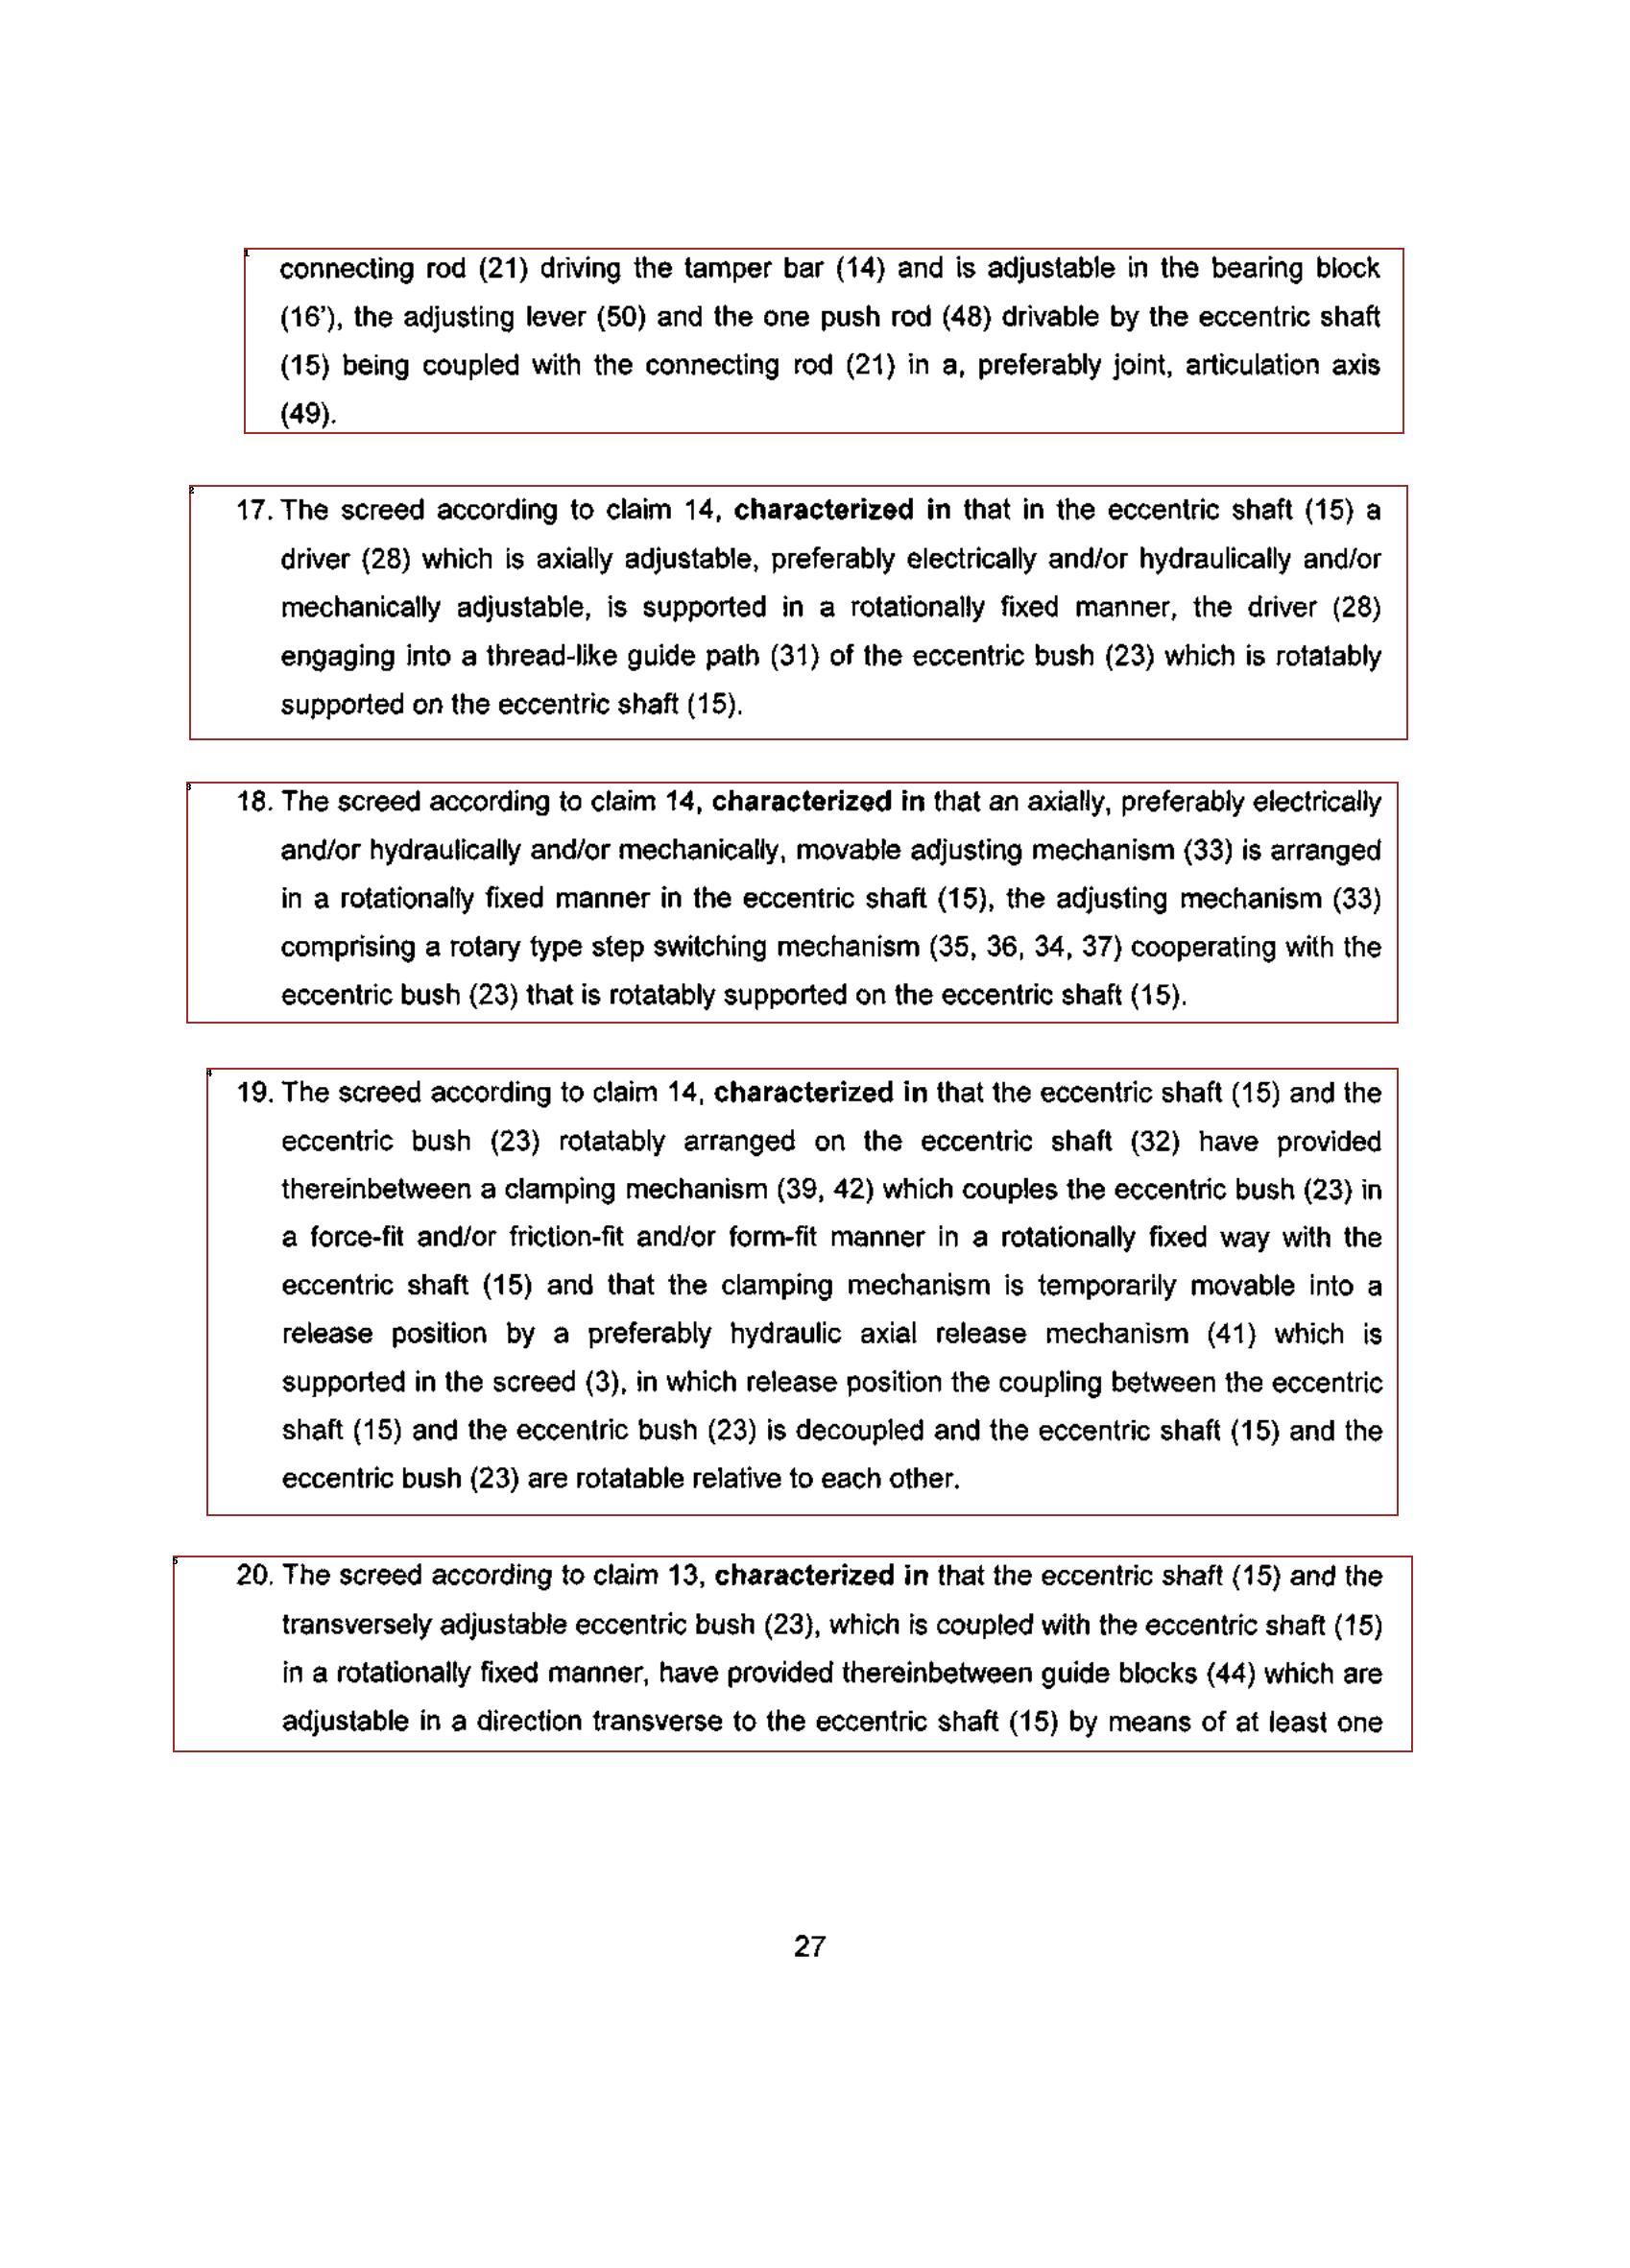 connecting rod (21) driving the tamper bar (14) and is adjustable in the bearing block
(16'), the adjusting lever (50) and the one push rod (48) drivable by the eccentric shaft
(15) being coupled with the connecting rod (21) in a, preferably joint, articulation axis
(49).
17. The screed according to claim 14, characterized in that in the eccentric shaft (15) a
driver (28) which is axially adjustable, preferably electrically and/or hydraulically and/or
mechanically adjustable, is supported in a rotationally fixed manner, the driver (28)
engaging into a thread-like guide path (31) of the eccentric bush (23) which is rotatably
supported on the eccentric shaft (15).
18. The screed according to claim 14, characterized in that an axially, preferably electrically
and/or hydraulically and/or mechanically, movable adjusting mechanism (33) is arranged
in a rotationally fixed manner in the eccentric shaft (15), the adjusting mechanism (33)
comprising a rotary type step switching mechanism (35, 36, 34, 37) cooperating with the
eccentric bush (23) that is rotatably supported on the eccentric shaft (15).
19. The screed according to claim 14, characterized in that the eccentric shaft (15) and the
eccentric bush (23) rotatably arranged on the eccentric shaft (32) have provided
thereinbetween a clamping mechanism (39, 42) which couples the eccentric bush (23) in
a force-fit and/or friction-fit and/or form-fit manner in a rotationally fixed way with the
eccentric shaft (15) and that the clamping mechanism is temporarily movable into a
release position by a preferably hydraulic axial release mechanism (41) which is
supported in the screed (3), in which release position the coupling between the eccentric
shaft (15) and the eccentric bush (23) is decoupled and the eccentric shaft (15) and the
eccentric bush (23) are rotatable relative to each other.
20. The screed according to claim 13, characterized in that the eccentric shaft (15) and the
transversely adjustable eccentric bush (23), which is coupled with the eccentric shaft (15)
in a rotationally fixed manner, have provided thereinbetween guide blocks (44) which are
adjustable in a direction transverse to the eccentric shaft (15) by means of at least one
27